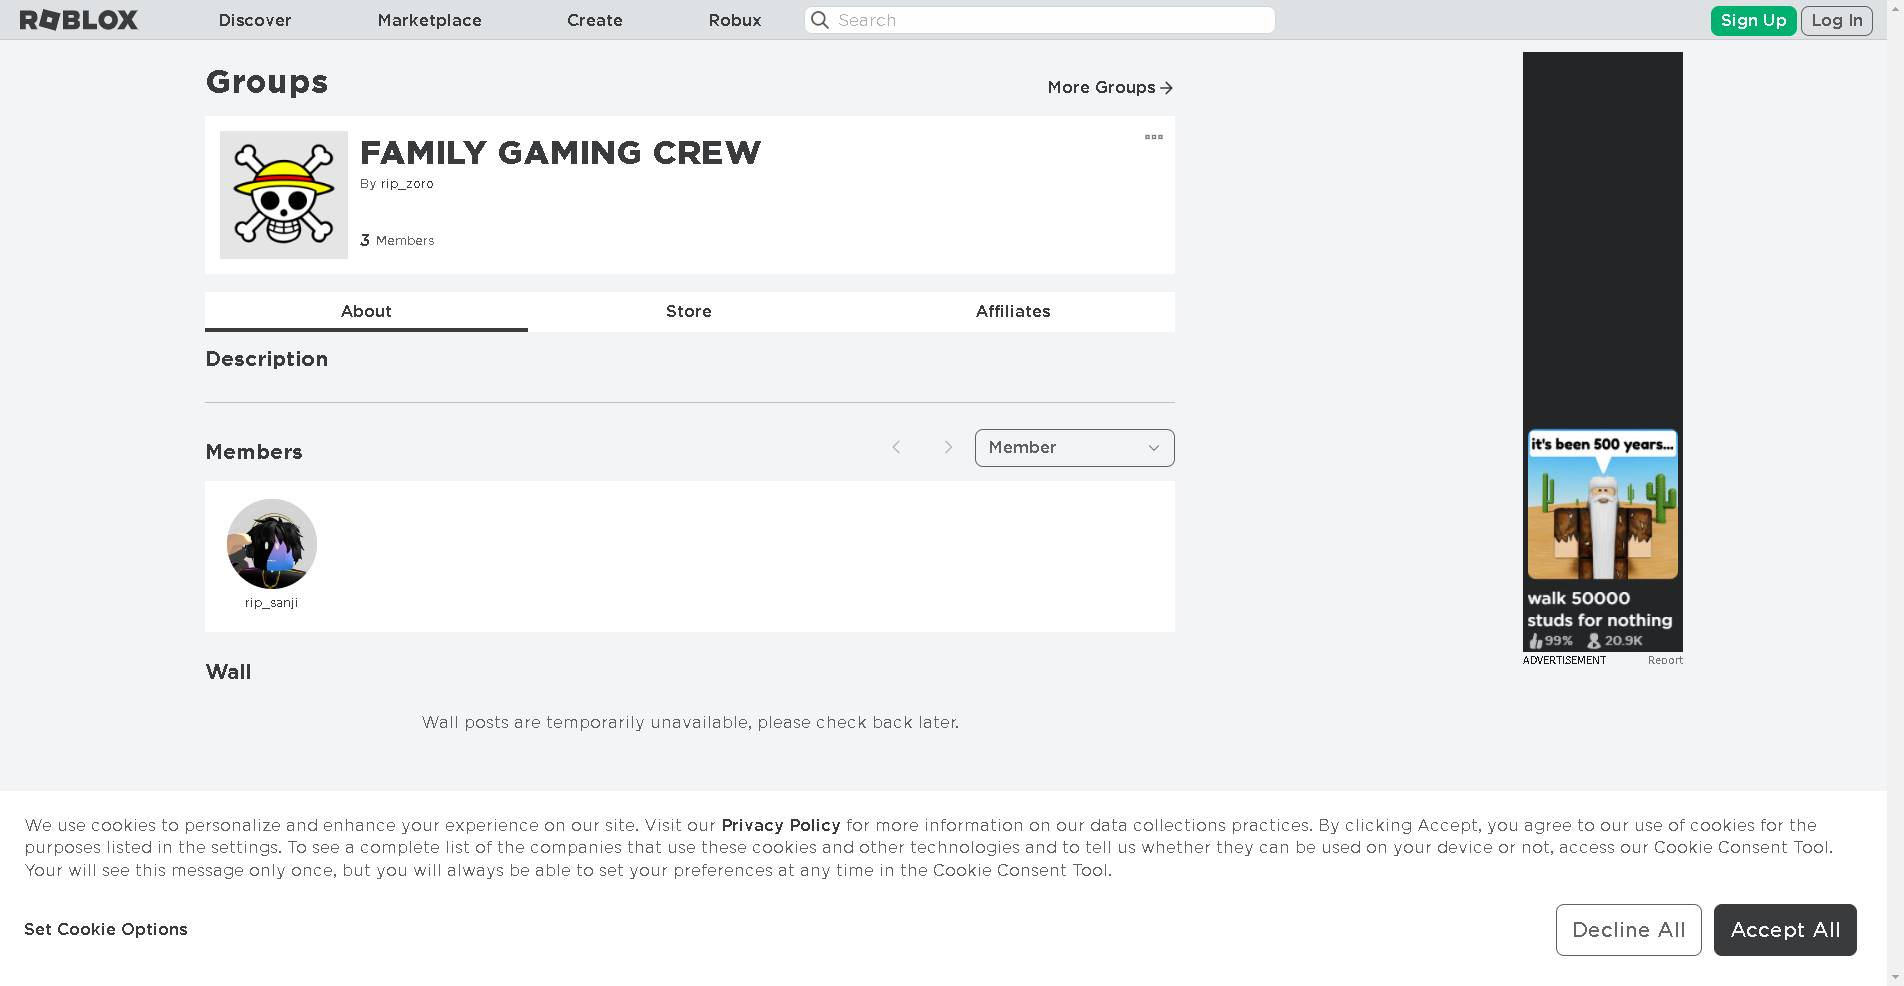 ROBLOX
Discover
Marketplace
Create
Robux
Search
Sign Up
Log In
Groups
More Groups
FAMILY GAMING CREW
By rip_zoro
3 Members
About
Store
Affiliates
Description
Members
Member
rip_sanji
Wall
Wall posts are temporarily unavailable, please check back later.
it's been 500 years...
walk 50000
studs for nothing
99% 20.9K
ADVERTISEMENT
Report
We use cookies to personalize and enhance your experience on our site. Visit our Privacy Policy for more information on our data collections practices. By clicking Accept, you agree to our use of cookies for the
purposes listed in the settings. To see a complete list of the companies that use these cookies and other technologies and to tell us whether they can be used on your device or not, access our Cookie Consent Tool.
Your will see this message only once, but you will always be able to set your preferences at any time in the Cookie Consent Tool.
Set Cookie Options
Decline All
Accept All